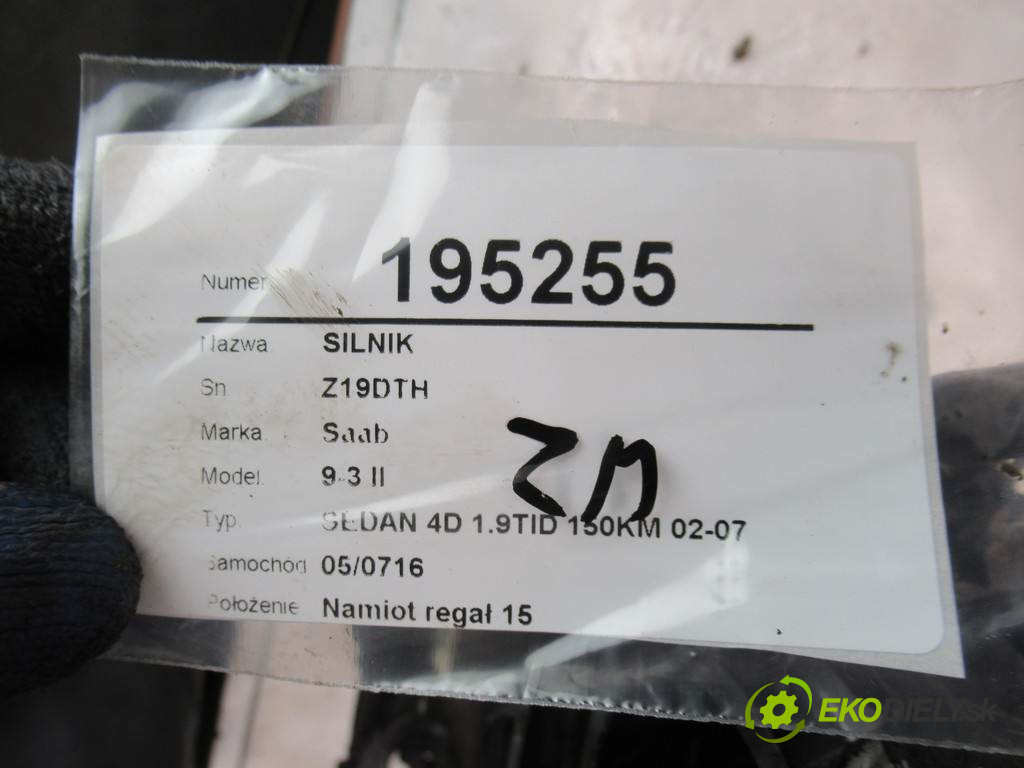 Numer 195255
Nazwa SILNIK
Sn Z19DTH
Marka Saab
Model 9-3 II
Typ SEDAN 4D 1.9TID 150KM 02-07
Samochód 05/0716
Położenie Namiot regał 15
EKODIELY.sk